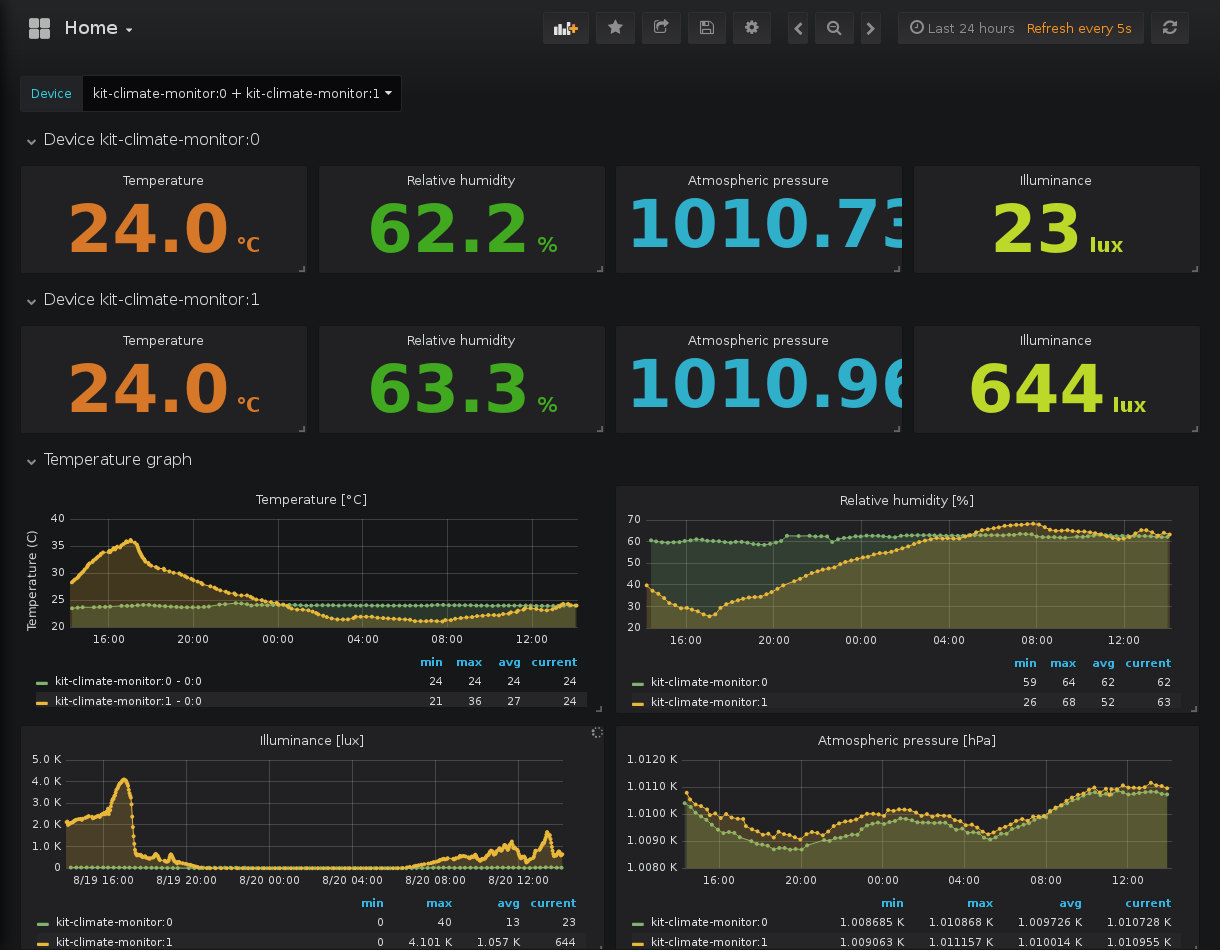 Home
Last 24 hours Refresh every 5s
Device kit-climate-monitor:0 + kit-climate-monitor:1
Device kit-climate-monitor:0
Temperature Relative humidity Atmospheric pressure Illuminance
24.0 °C 62.2 % 1010.73 23 lux
Device kit-climate-monitor:1
Temperature Relative humidity Atmospheric pressure Illuminance
24.0 °C 63.3 % 1010.96 644 lux
Temperature graph
Temperature [°C]
Temperature (C)
40
35
30
25
20
16:00 20:00 00:00 04:00 08:00 12:00
min max avg current
kit-climate-monitor:0 - 0:0 24 24 24 24
kit-climate-monitor:1 - 0:0 21 36 27 24
Relative humidity [%]
70
60
50
40
30
20
16:00 20:00 00:00 04:00 08:00 12:00
min max avg current
kit-climate-monitor:0 59 64 62 62
kit-climate-monitor:1 26 68 52 63
Illuminance [lux]
5.0 K
4.0 K
3.0 K
2.0 K
1.0 K
0
8/19 16:00 8/19 20:00 8/20 00:00 8/20 04:00 8/20 08:00 8/20 12:00
min max avg current
kit-climate-monitor:0 0 40 13 23
kit-climate-monitor:1 0 4.101 K 1.057 K 644
Atmospheric pressure [hPa]
1.0120 K
1.0110 K
1.0100 K
1.0090 K
1.0080 K
16:00 20:00 00:00 04:00 08:00 12:00
min max avg current
kit-climate-monitor:0 1.008685 K 1.010868 K 1.009726 K 1.010728 K
kit-climate-monitor:1 1.009063 K 1.011157 K 1.010014 K 1.010955 K